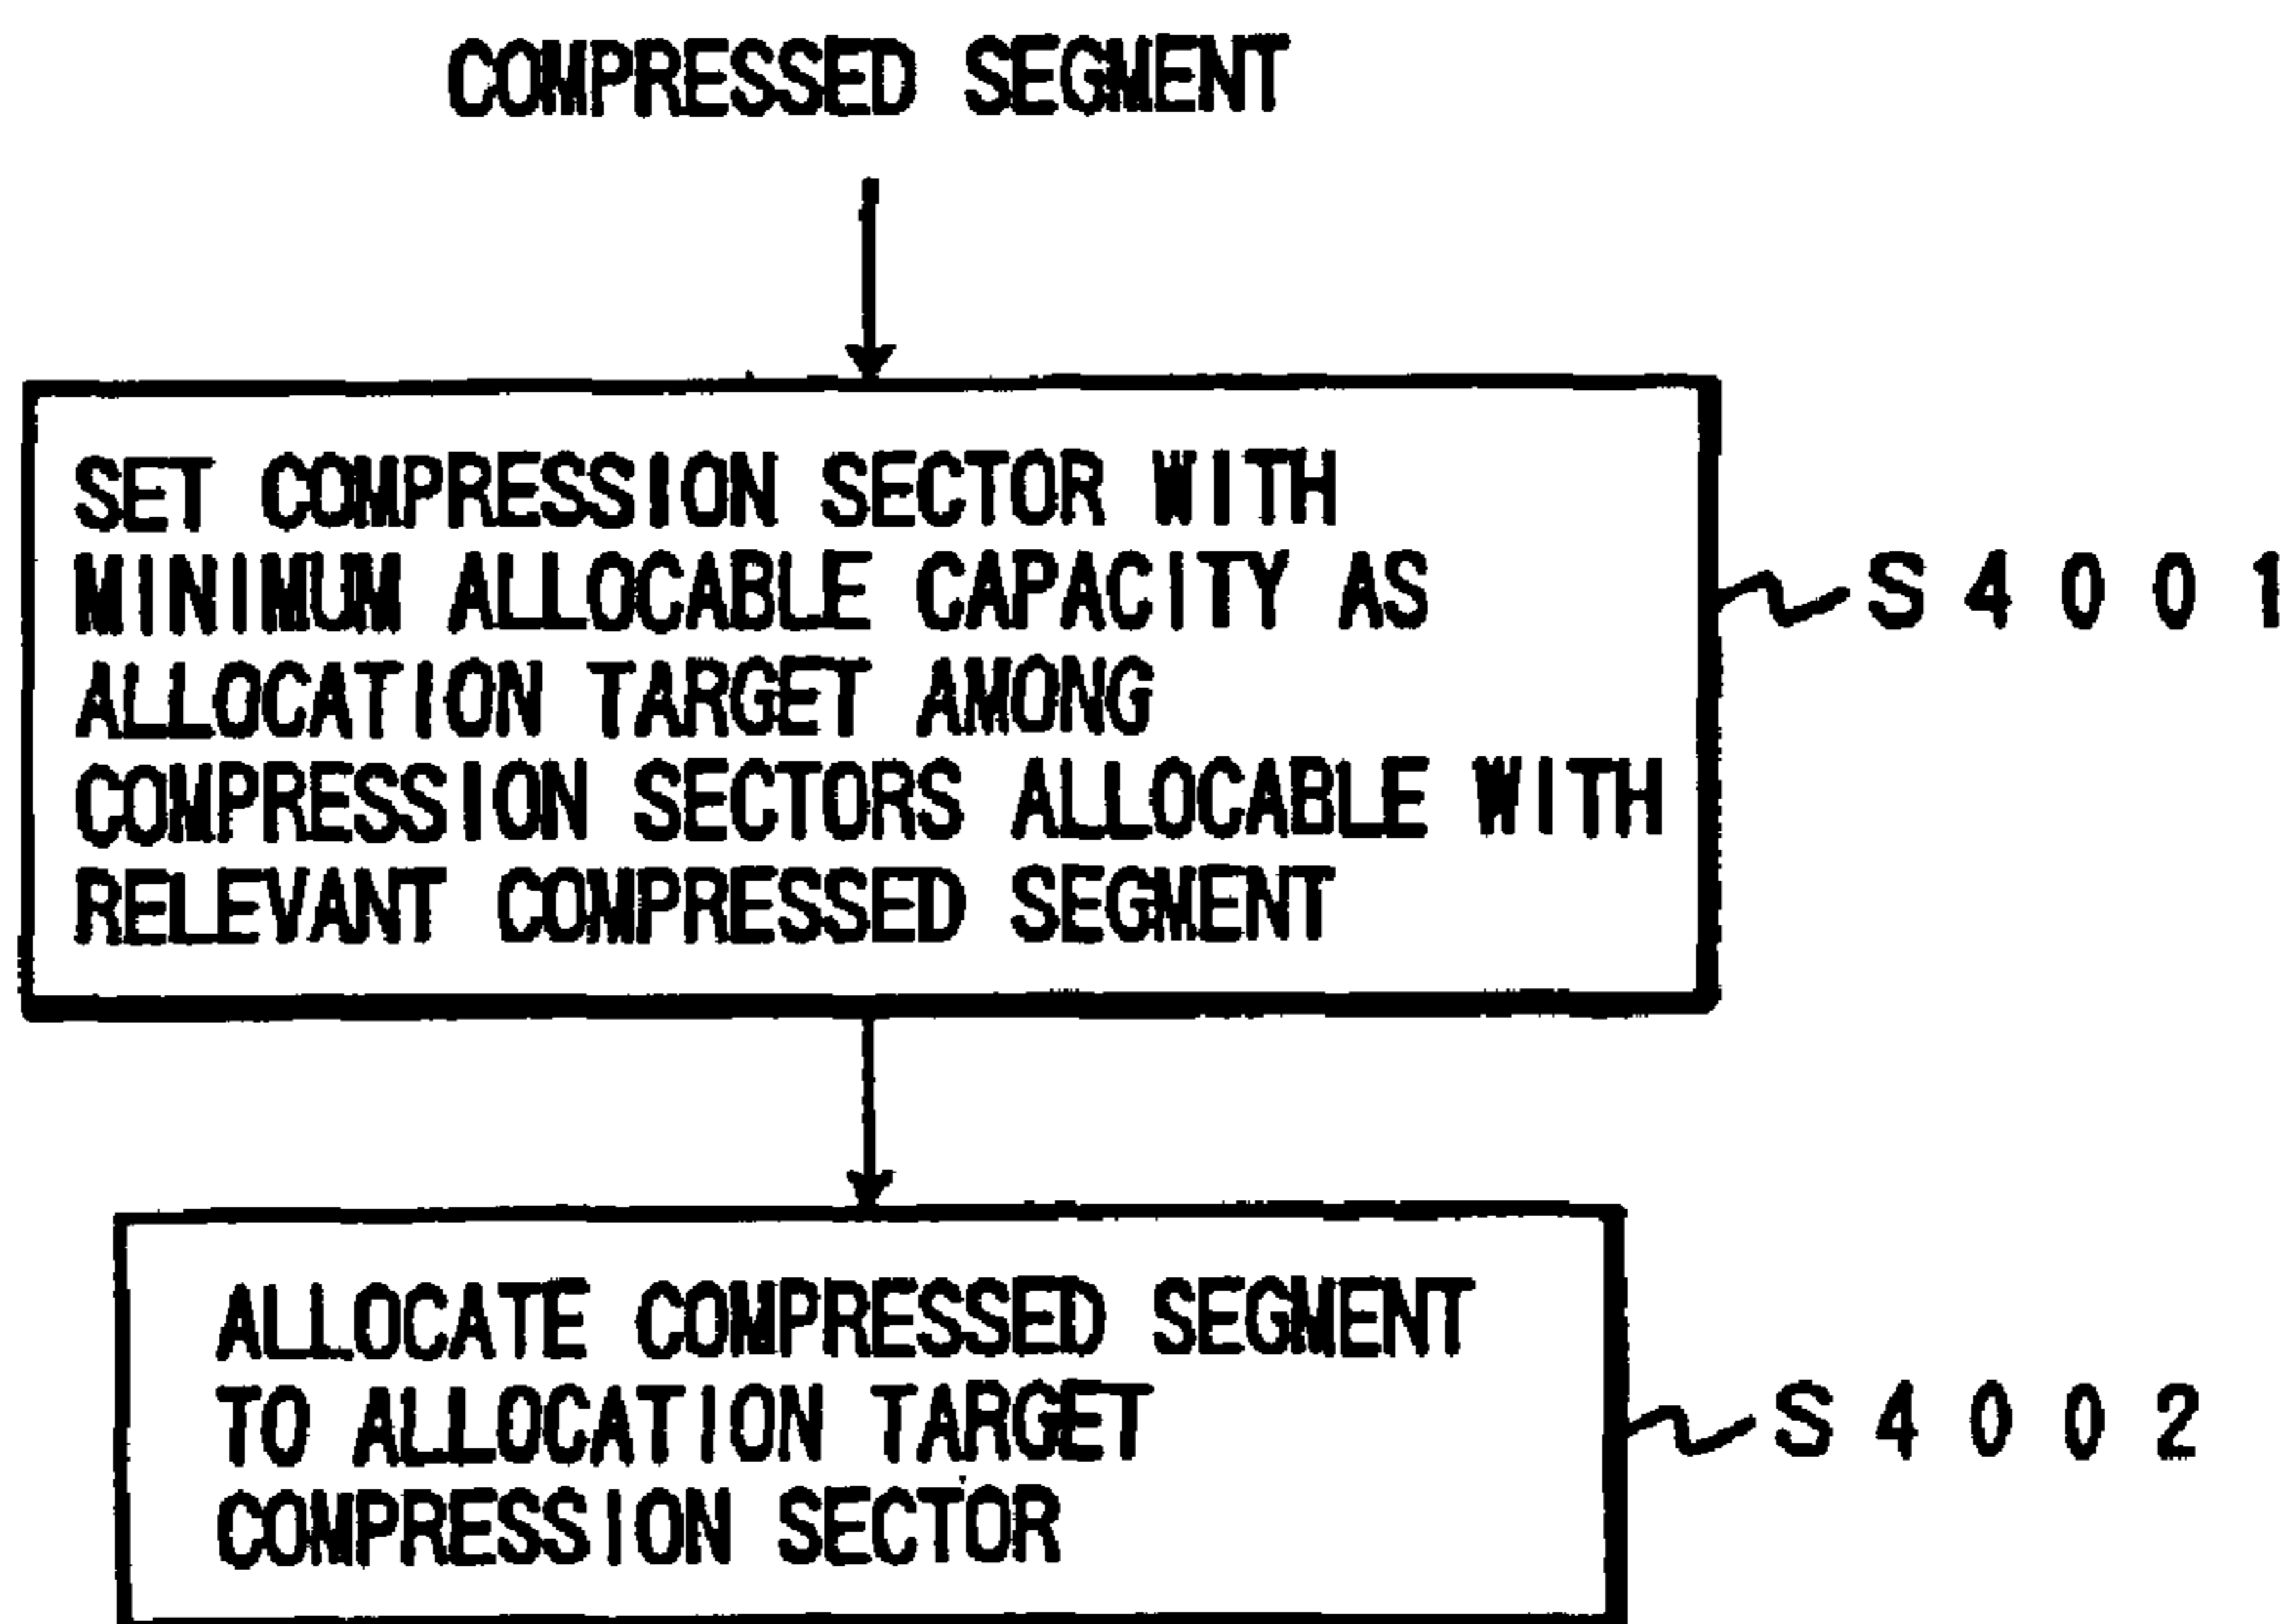 COMPRESSED SEGMENT
SET COMPRESSION SECTOR WITH
MINIMUM ALLOCABLE CAPACITY AS
ALLOCATION TARGET AMONG
COMPRESSION SECTORS ALLOCABLE WITH
RELEVANT COMPRESSED SEGMENT
S4001
ALLOCATE COMPRESSED SEGMENT
TO ALLOCATION TARGET
COMPRESSION SECTOR
S4002